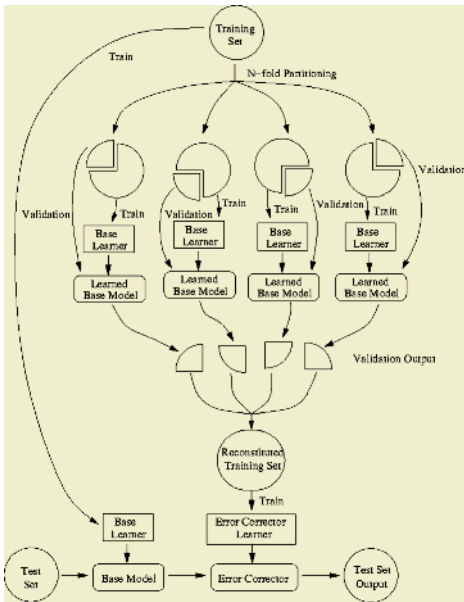 Training
Set
Train
N-fold Partitioning
Validation
Validation
Train
Validation
Train
Train
Validation
Train
Base
Learner
Base
Learner
Base
Learner
Base
Learner
Learned
Base Model
Learned
Base Model
Learned
Base Model
Learned
Base Model
Validation Output
Reconstituted
Training Set
Train
Base
Learner
Error Corrector
Learner
Test
Set
Base Model
Error Corrector
Test Set
Output